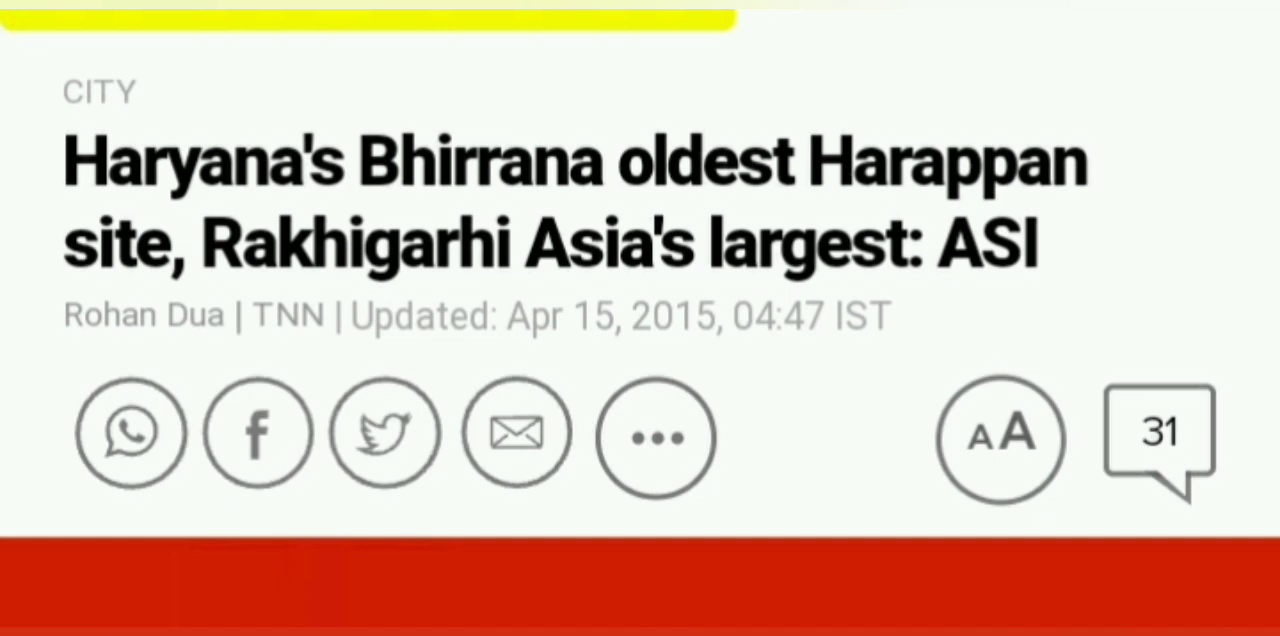 CITY
Haryana's Bhirrana oldest Harappan
site, Rakhigarhi Asia's largest: ASI
Rohan Dua | TNN | Updated: Apr 15, 2015, 04:47 IST
f AA 31